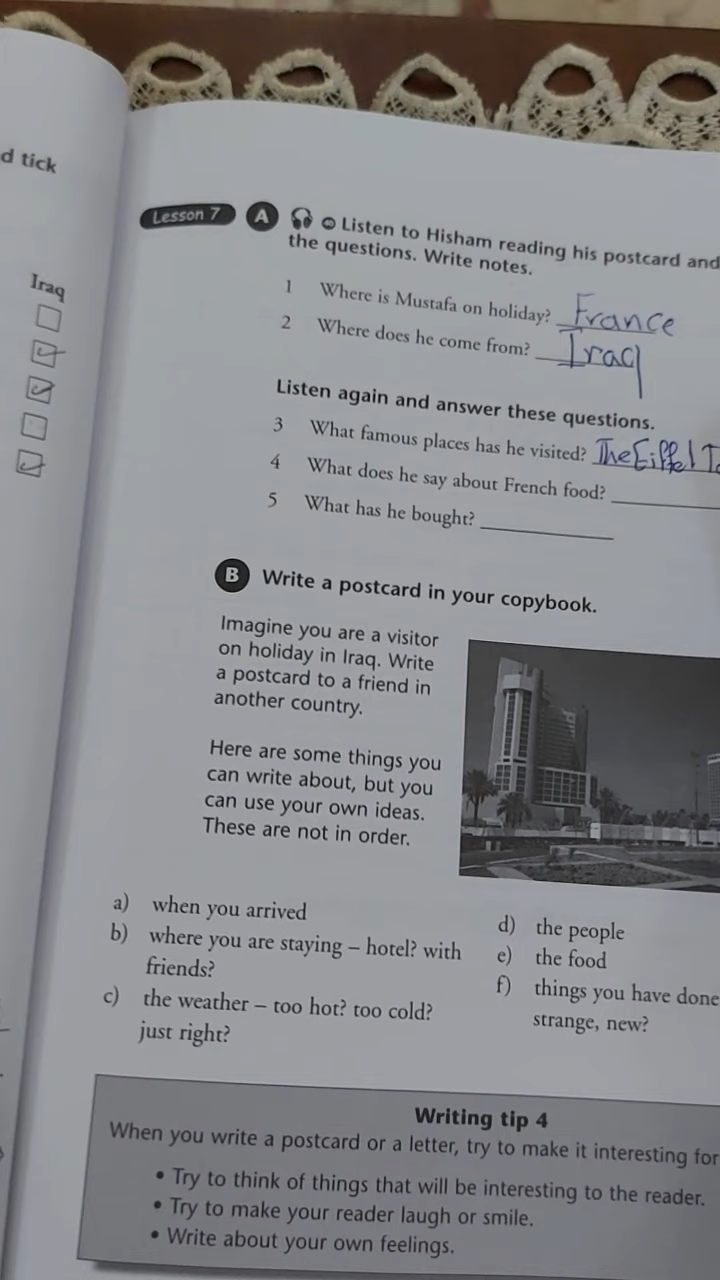 d tick
Iraq
Lesson 7 A Listen to Hisham reading his postcard and
the questions. Write notes.
1 Where is Mustafa on holiday? France
2 Where does he come from? Iraq
Listen again and answer these questions.
3 What famous places has he visited? The Eiffel To
4 What does he say about French food?
5 What has he bought?
B Write a postcard in your copybook.
Imagine you are a visitor
on holiday in Iraq. Write
a postcard to a friend in
another country.
Here are some things you
can write about, but you
can use your own ideas.
These are not in order.
a) when you arrived
b) where you are staying – hotel? with
friends?
c) the weather – too hot? too cold?
just right?
d) the people
e) the food
f) things you have done
strange, new?
Writing tip 4
When you write a postcard or a letter, try to make it interesting for
• Try to think of things that will be interesting to the reader.
• Try to make your reader laugh or smile.
• Write about your own feelings.